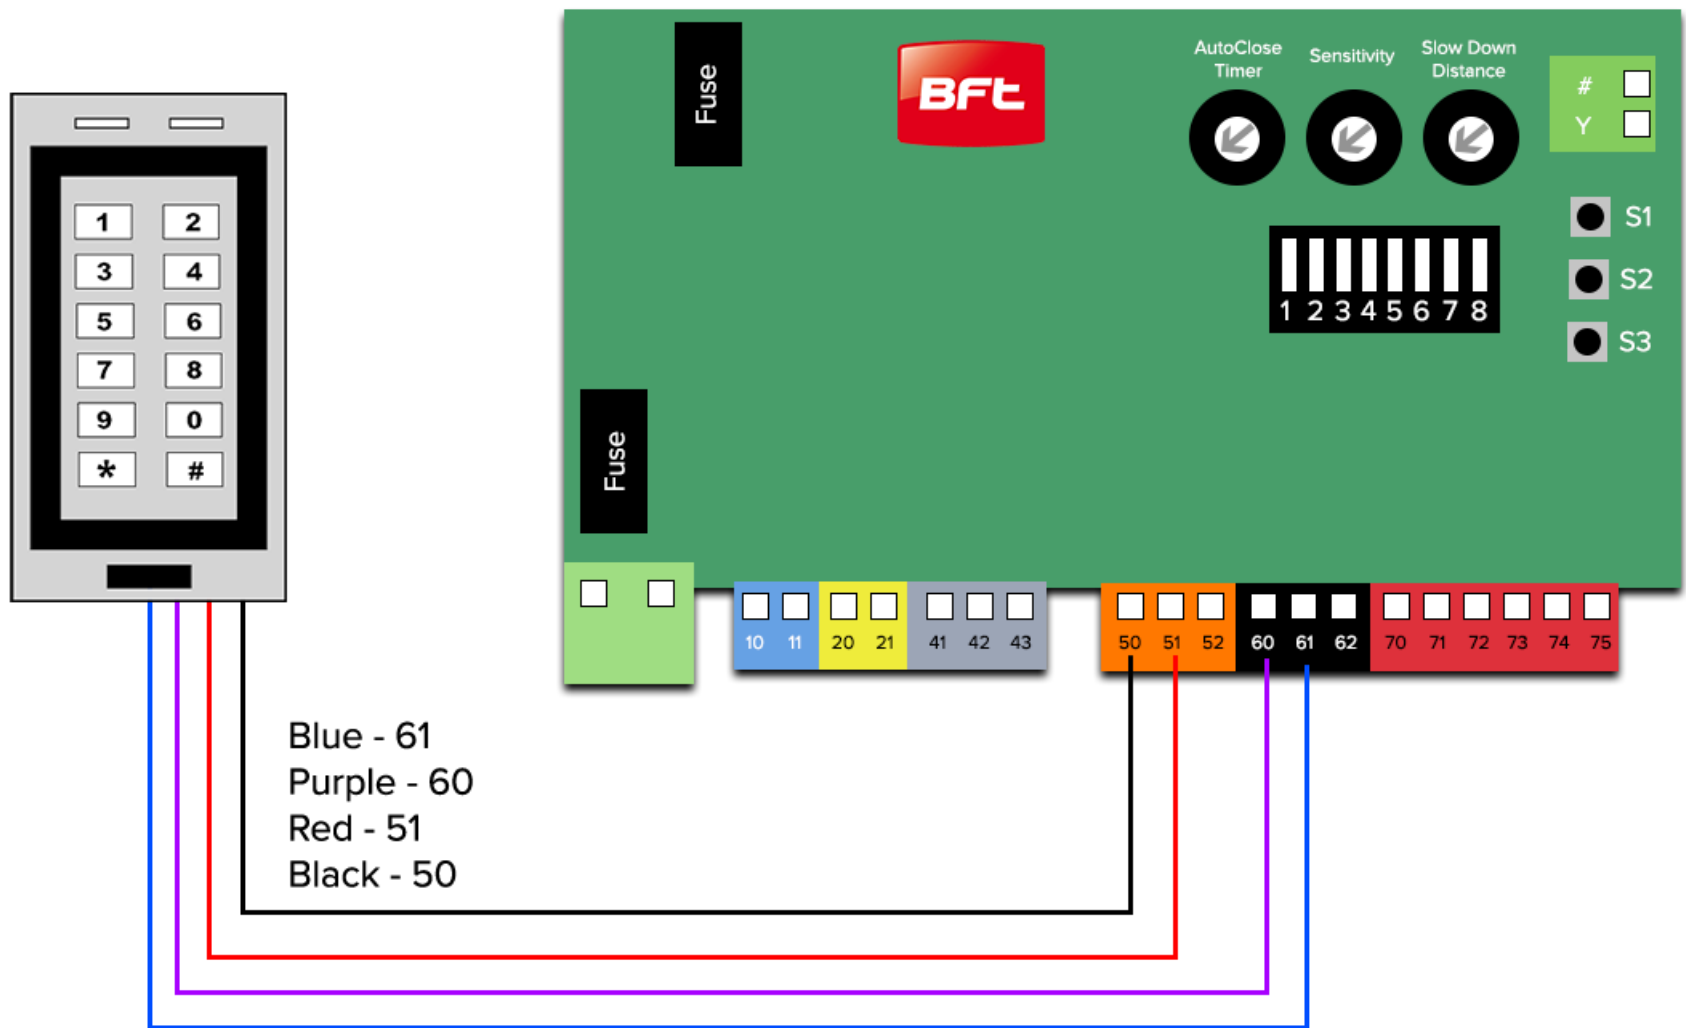 1 2
3 4
5 6
7 8
9 0
* #
Fuse
BFt
AutoClose
Timer
Sensitivity
Slow Down
Distance
#
Y
S1
S2
S3
1 2 3 4 5 6 7 8
Fuse
10 11 20 21 41 42 43 50 51 52 60 61 62 70 71 72 73 74 75
Blue - 61
Purple - 60
Red - 51
Black - 50